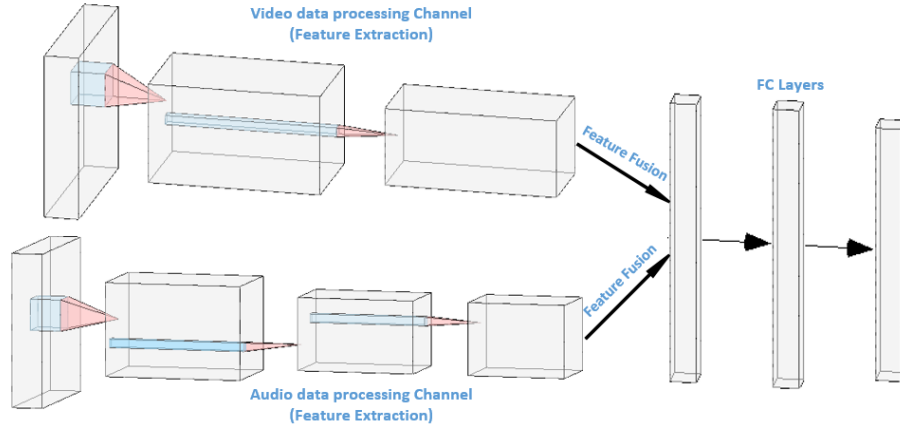 Video data processing Channel
(Feature Extraction)
FC Layers
Feature Fusion
Feature Fusion
Audio data processing Channel
(Feature Extraction)